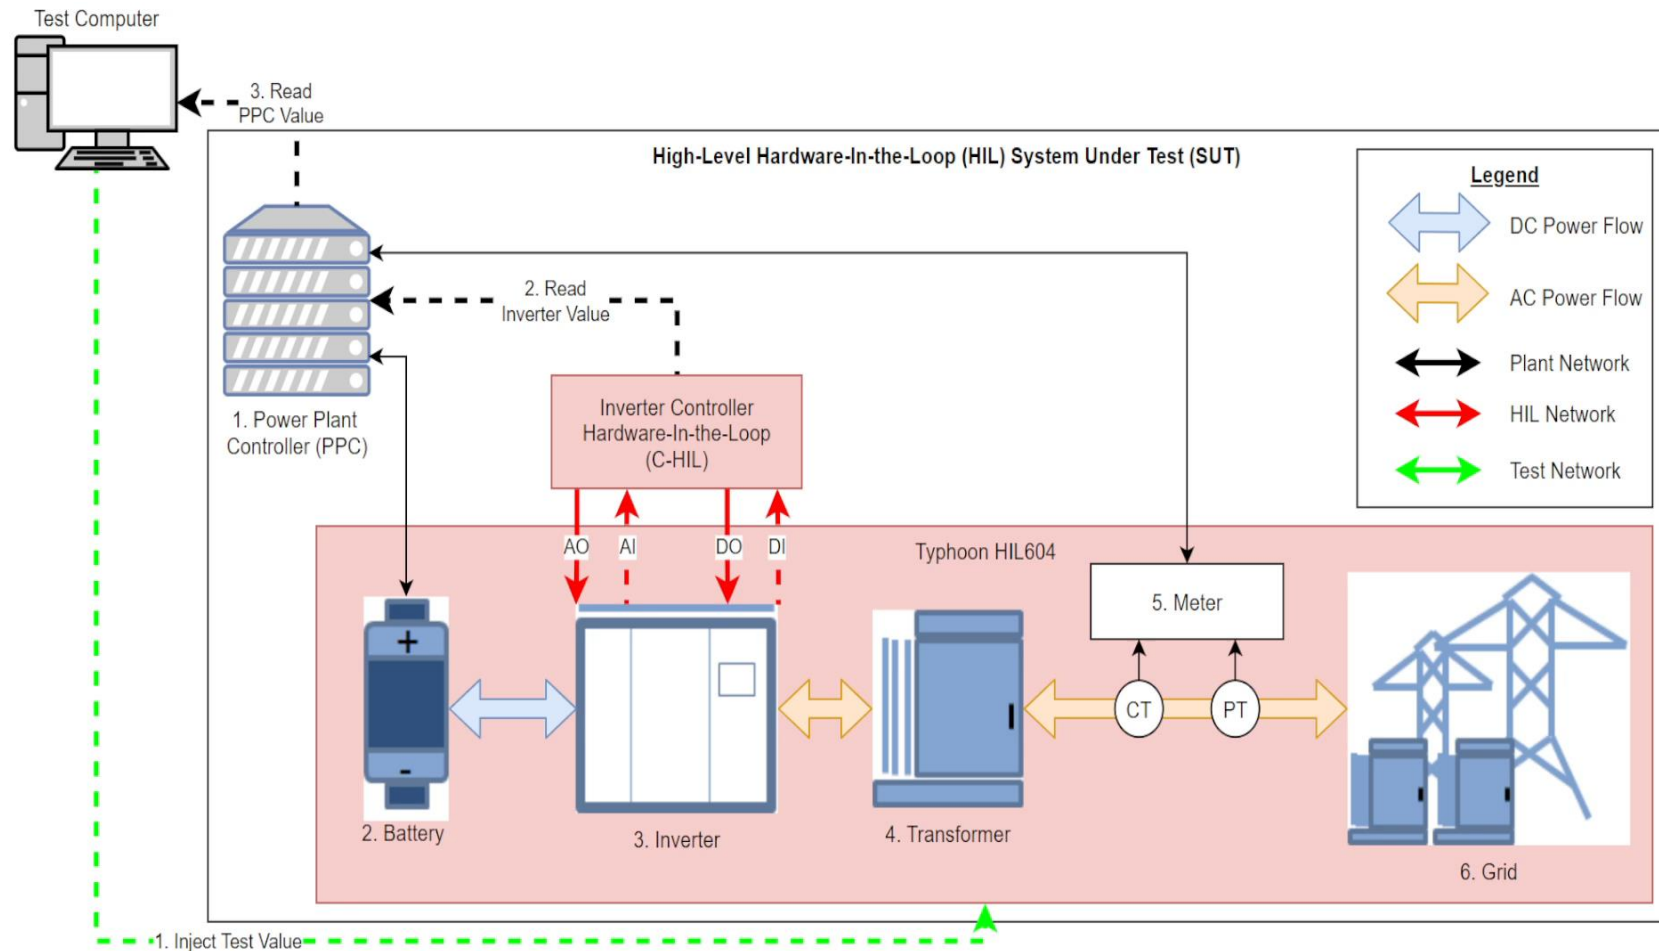 Test Computer
3. Read
PPC Value
High-Level Hardware-In-the-Loop (HIL) System Under Test (SUT)
Legend
DC Power Flow
AC Power Flow
Plant Network
HIL Network
Test Network
2. Read
Inverter Value
1. Power Plant
Controller (PPC)
Inverter Controller
Hardware-In-the-Loop
(C-HIL)
AO
AI
DO
DI
Typhoon HIL604
5. Meter
CT
PT
+
-
2. Battery
3. Inverter
4. Transformer
6. Grid
1. Inject Test Value